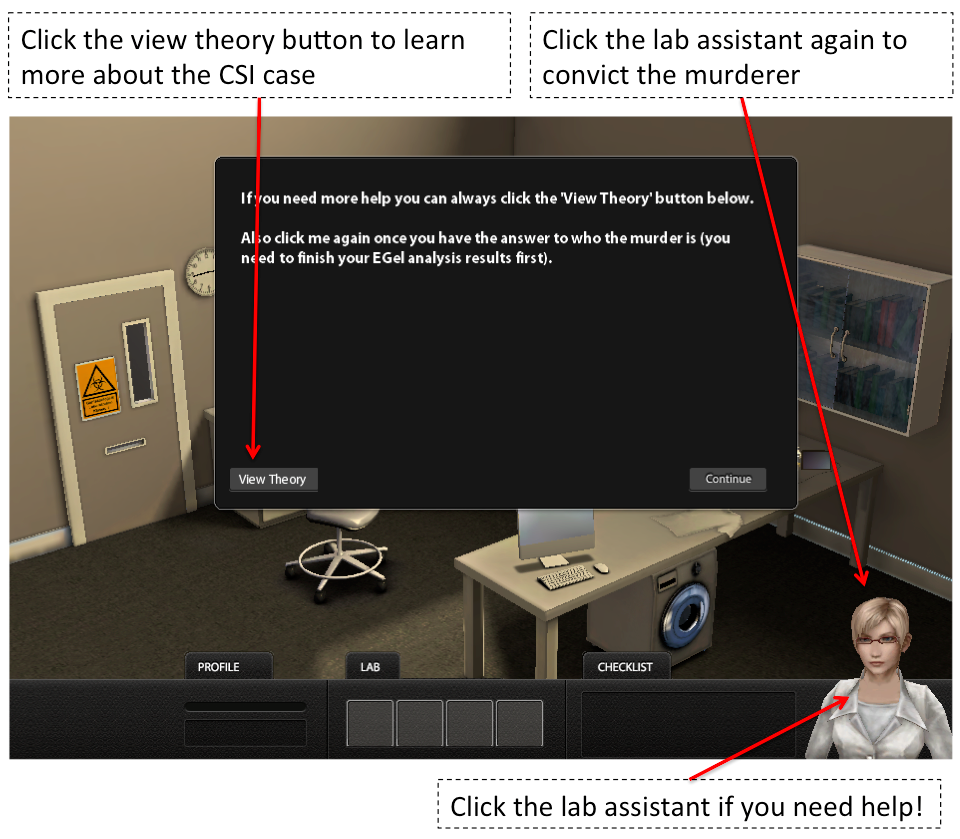 Click the view theory button to learn
more about the CSI case
Click the lab assistant again to
convict the murderer
If you need more help you can always click the 'View Theory' button below.
Also click me again once you have the answer to who the murder is (you
need to finish your EGel analysis results first).
View Theory
Continue
PROFILE
LAB
CHECKLIST
Click the lab assistant if you need help!